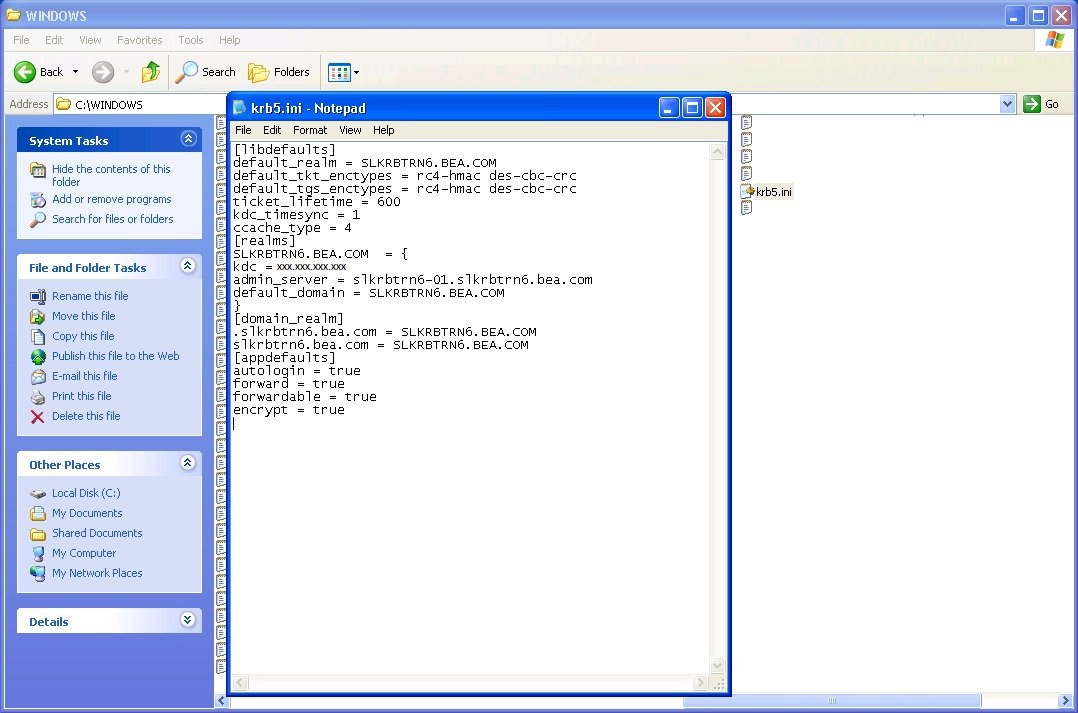 WINDOWS
File Edit View Favorites Tools Help
Back Search Folders
Address C:\WINDOWS Go
System Tasks
Hide the contents of this
folder
Add or remove programs
Search for files or folders
File and Folder Tasks
Rename this file
Move this file
Copy this file
Publish this file to the Web
E-mail this file
Print this file
Delete this file
Other Places
Local Disk (C:)
My Documents
Shared Documents
My Computer
My Network Places
Details
krb5.ini - Notepad
File Edit Format View Help
[libdefaults]
default_realm = SLKRBTRN6.BEA.COM
default_tkt_enctypes = rc4-hmac des-cbc-crc
default_tgs_enctypes = rc4-hmac des-cbc-crc
ticket_lifetime = 600
kdc_timesync = 1
ccache_type = 4
[realms]
SLKRBTRN6.BEA.COM  = {
kdc = xxx.xxx.xxx.xxx
admin_server = slkrbtrn6-01.slkrbtrn6.bea.com
default_domain = SLKRBTRN6.BEA.COM
}
[domain_realm]
.slkrbtrn6.bea.com = SLKRBTRN6.BEA.COM
slkrbtrn6.bea.com = SLKRBTRN6.BEA.COM
[appdefaults]
autologin = true
forward = true
forwardable = true
encrypt = true
krb5.ini